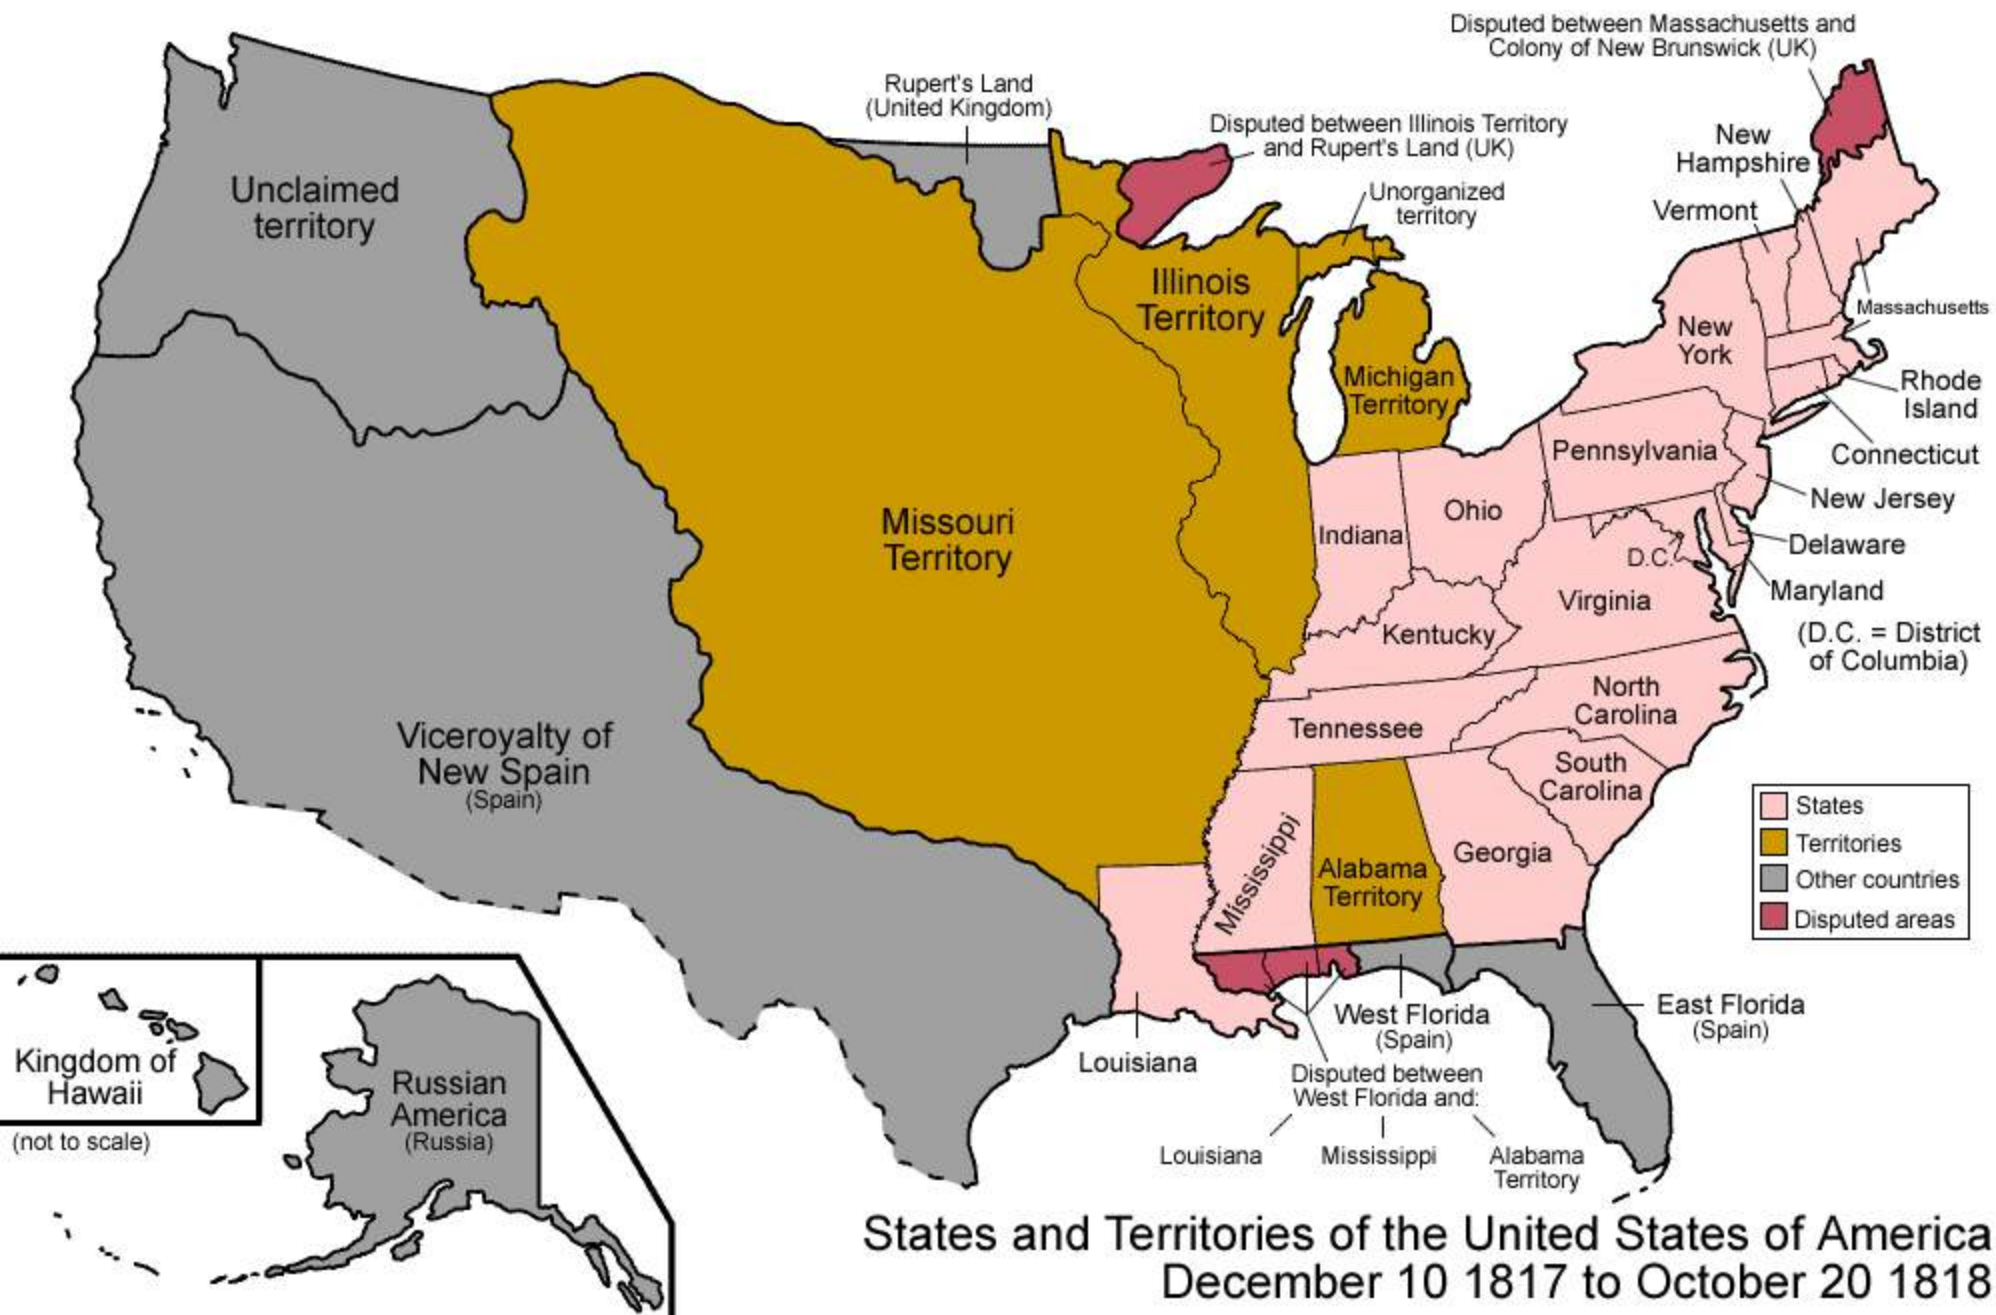 Disputed between Massachusetts and
Colony of New Brunswick (UK)
Rupert's Land
(United Kingdom)
Disputed between Illinois Territory
and Rupert's Land (UK)
New
Hampshire
Unorganized
territory
Vermont
Unclaimed
territory
Illinois
Territory
Massachusetts
New
York
Michigan
Territory
Rhode
Island
Pennsylvania
Connecticut
New Jersey
Ohio
Indiana
Missouri
Territory
Delaware
D.C.
Maryland
Virginia
(D.C. = District
of Columbia)
Kentucky
North
Carolina
Tennessee
Viceroyalty of
New Spain
(Spain)
South
Carolina
States
Territories
Other countries
Disputed areas
Mississippi
Alabama
Territory
Georgia
West Florida
(Spain)
East Florida
(Spain)
Louisiana
Disputed between
West Florida and:
Louisiana
Mississippi
Alabama
Territory
Kingdom of
Hawaii
(not to scale)
Russian
America
(Russia)
States and Territories of the United States of America
December 10 1817 to October 20 1818